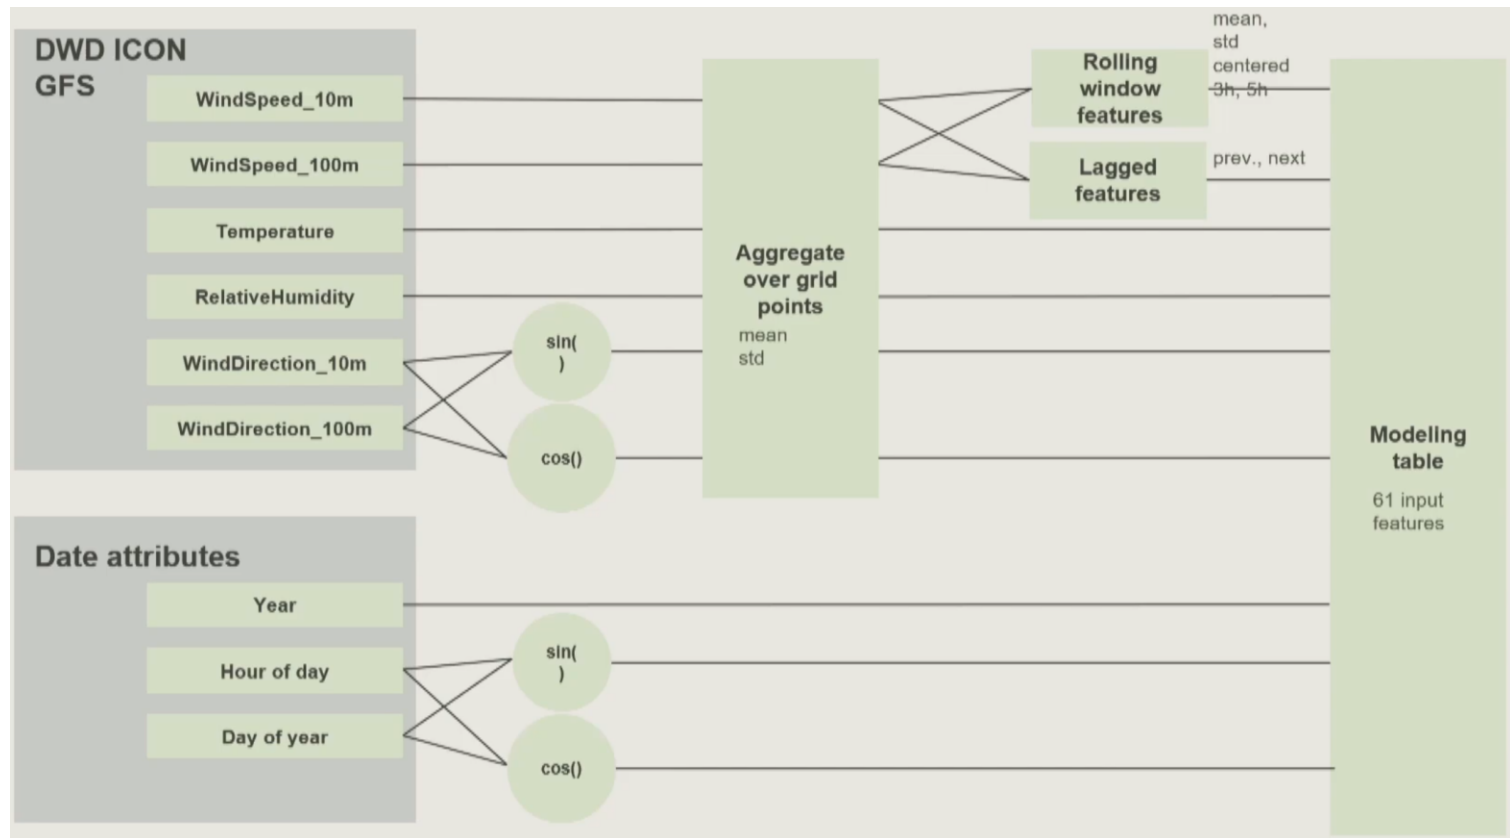 DWD ICON
GFS
WindSpeed_10m
WindSpeed_100m
Temperature
RelativeHumidity
WindDirection_10m
WindDirection_100m
sin(
)
cos()
Aggregate
over grid
points
mean
std
Rolling
window
features
mean,
std
centered
3h, 5h
Lagged
features
prev., next
Modeling
table
61 input
features
Date attributes
Year
Hour of day
Day of year
sin(
)
cos()